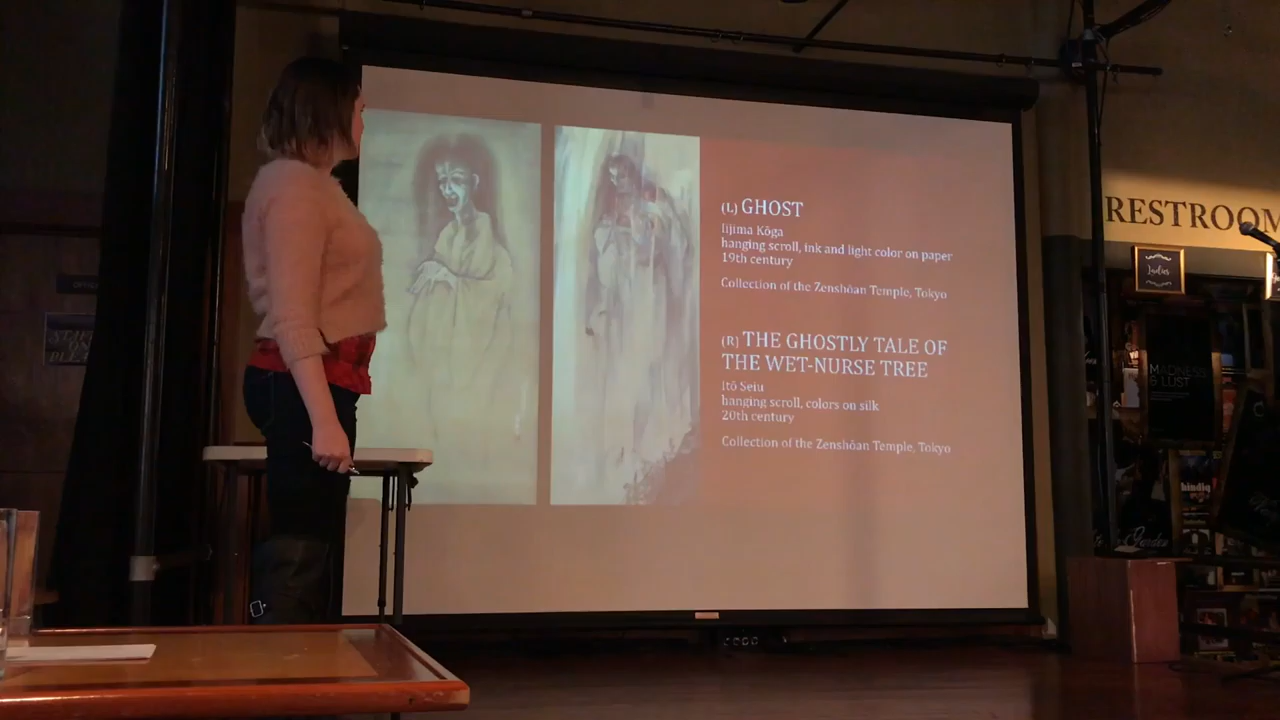 (L) GHOST
Iijima Kōga
hanging scroll, ink and light color on paper
19th century
Collection of the Zenshōan Temple, Tokyo
(R) THE GHOSTLY TALE OF
THE WET-NURSE TREE
Itō Seiu
hanging scroll, colors on silk
20th century
Collection of the Zenshōan Temple, Tokyo
RESTROOM
Ladies
MADNESS
& LUST